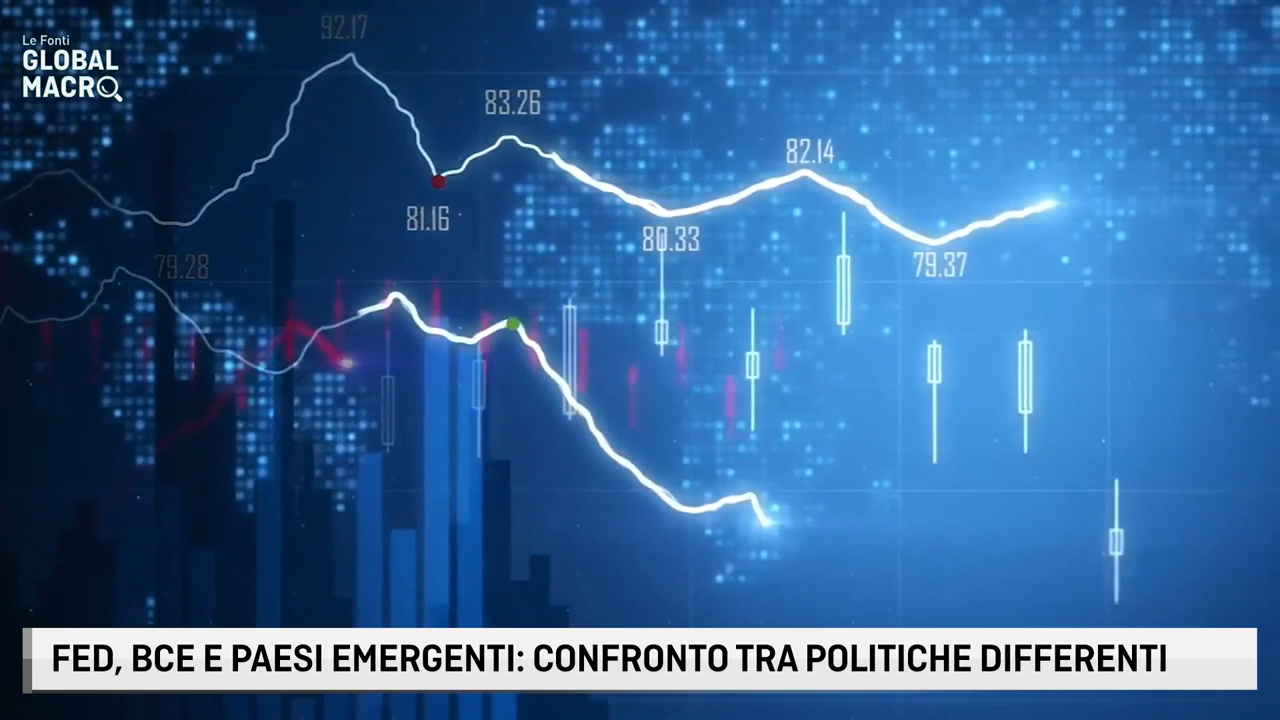 Le Fonti
GLOBAL
MACRO
92.17
83.26
82.14
81.16
80.33
79.37
79.28
FED, BCE E PAESI EMERGENTI: CONFRONTO TRA POLITICHE DIFFERENTI